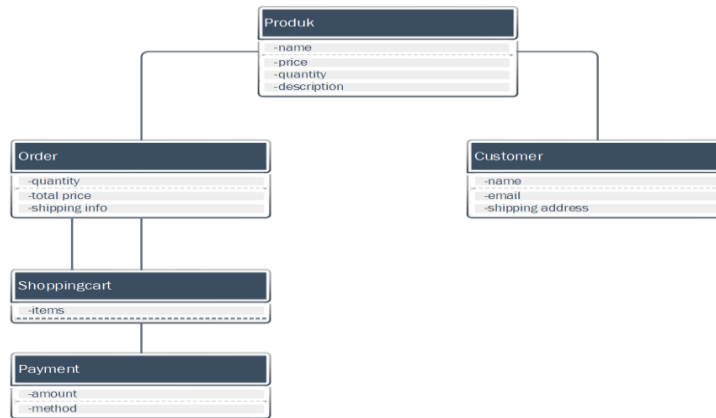 Produk
-name
-price
-quantity
-description
Order
-quantity
-total price
-shipping info
Customer
-name
-email
-shipping address
Shoppingcart
-items
Payment
-amount
-method